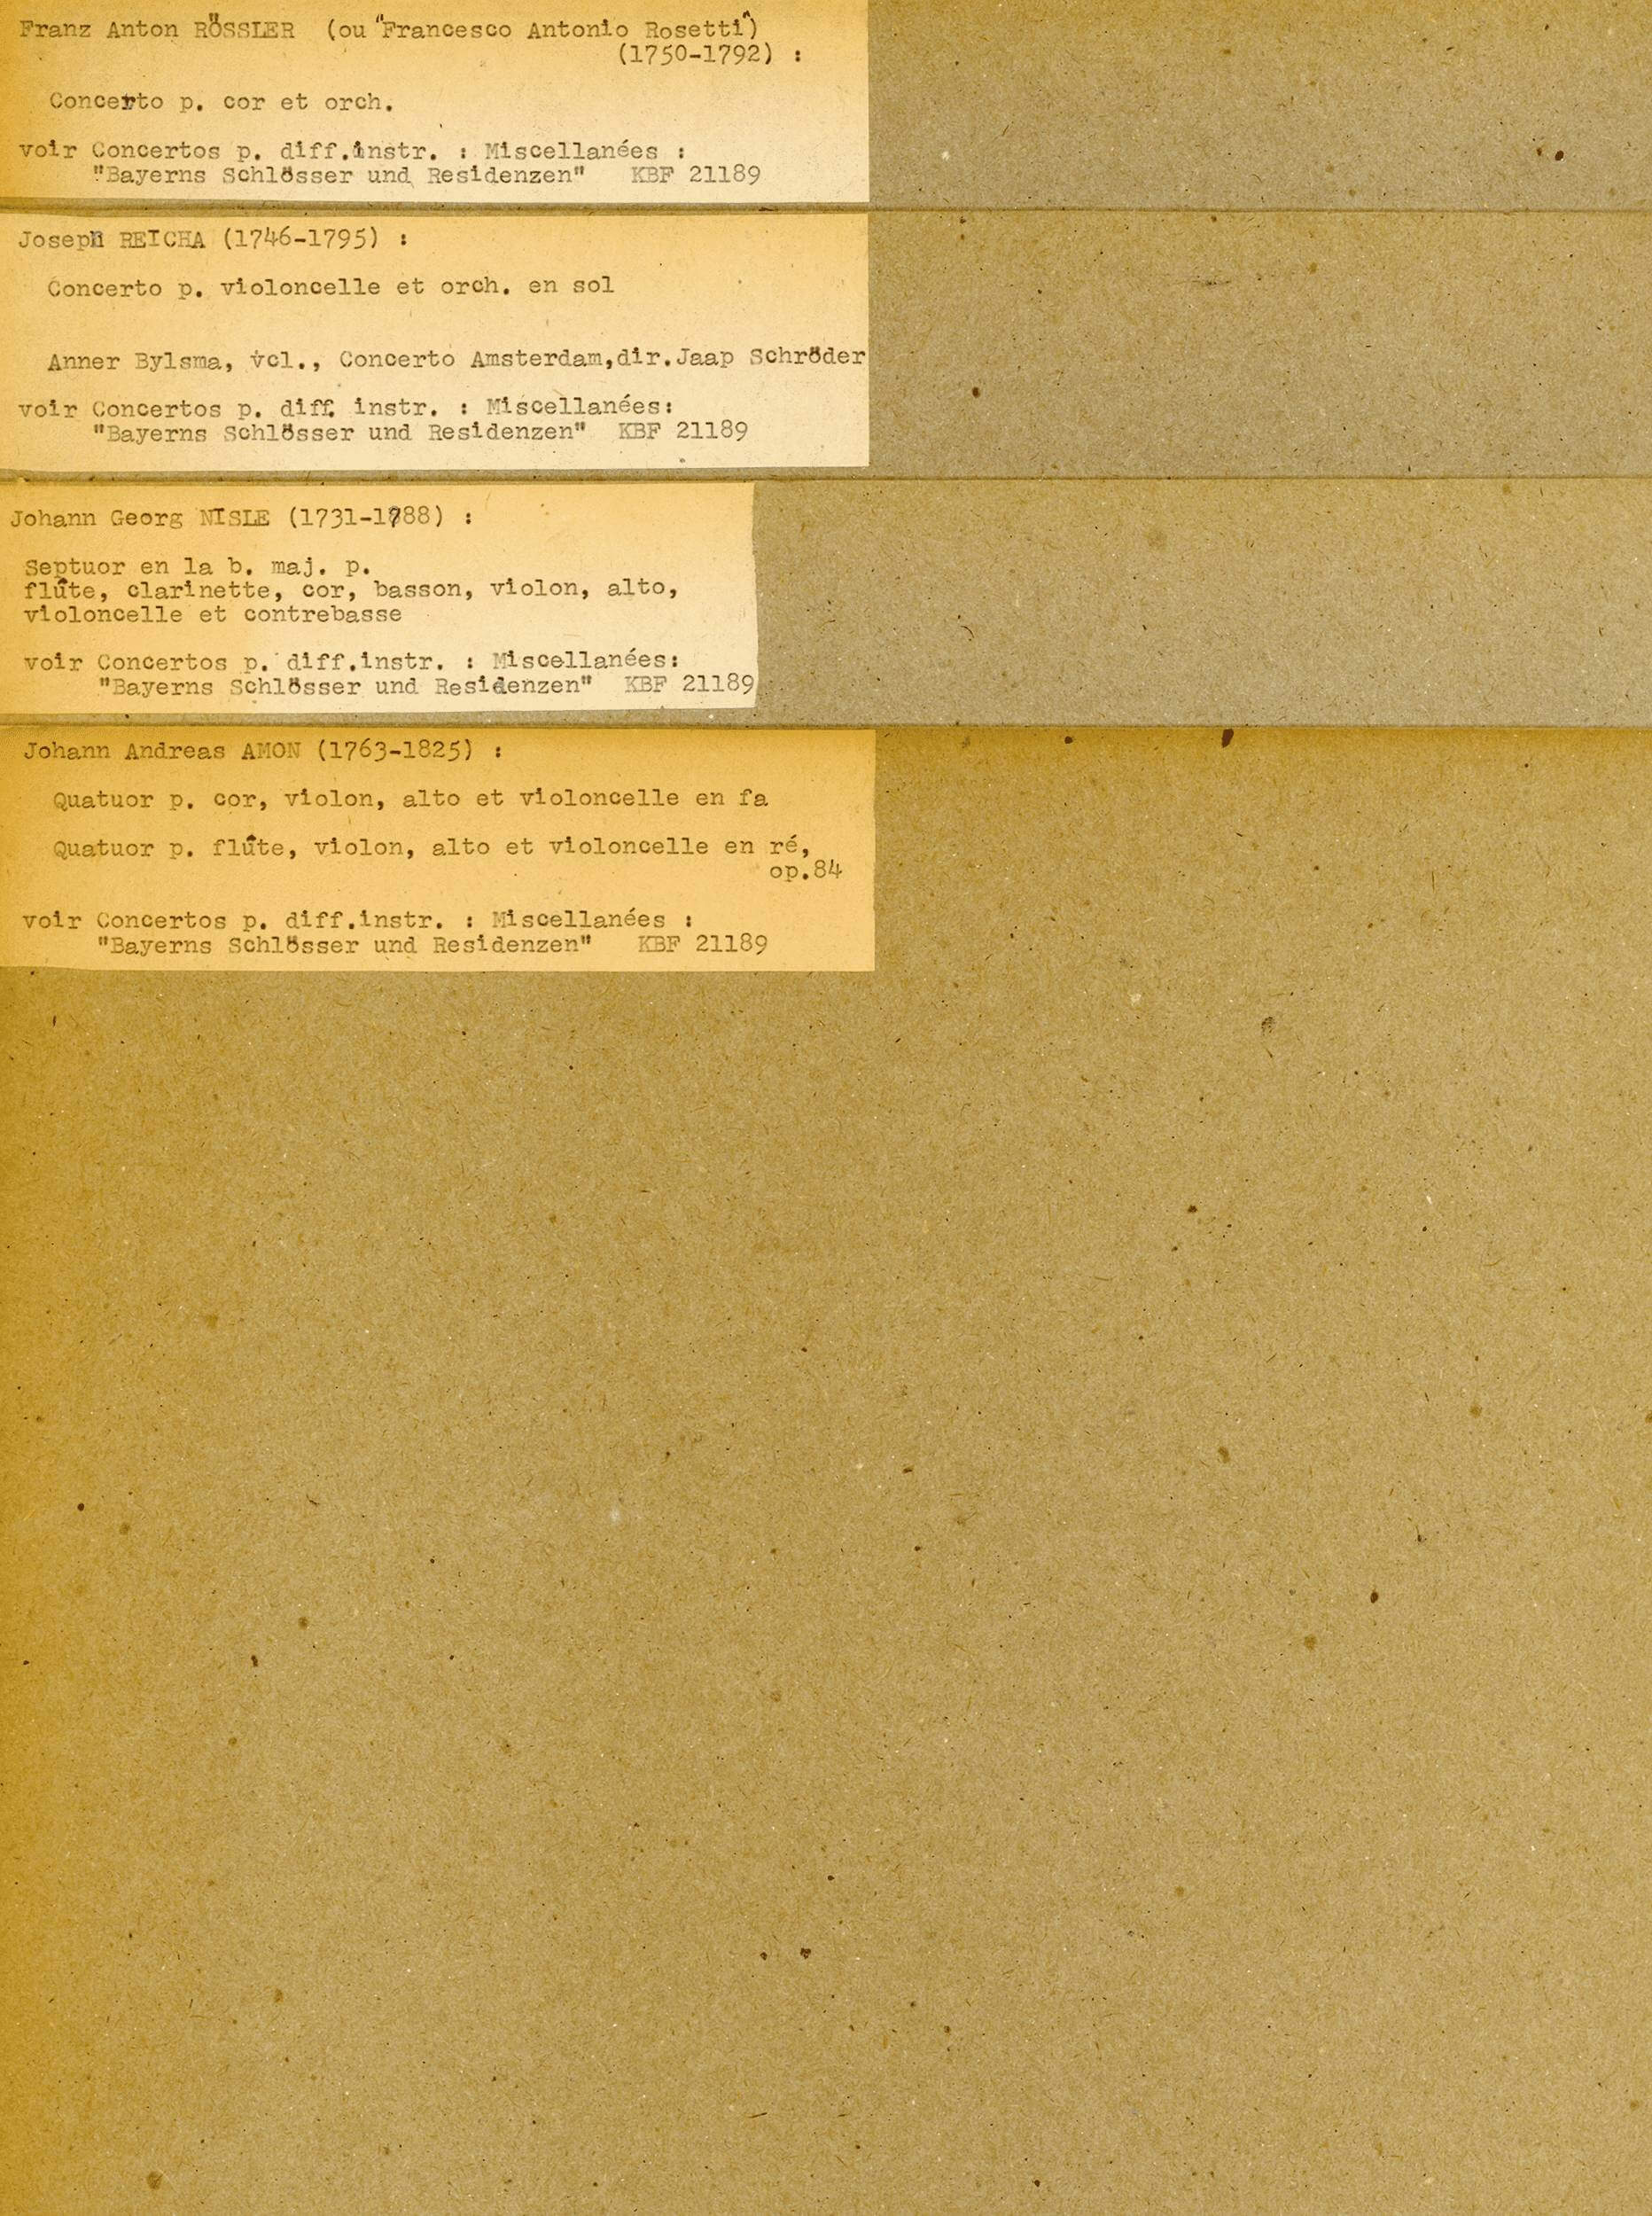 Franz Anton RÖSSLER (ou "Francesco Antonio Rosetti")
(1750-1792) :
Concerto p. cor et orch.
voir Concertos p. diff.instr. : Miscellanées :
"Bayerns Schlösser und Residenzen" KBF 21189
Joseph REICHA (1746-1795) :
Concerto p. violoncelle et orch. en sol
Anner Bylsma, vcl., Concerto Amsterdam,dir.Jaap Schröder
voir Concertos p. diff. instr. : Miscellanées:
"Bayerns Schlösser und Residenzen" KBF 21189
Johann Georg NISLE (1731-1788) :
Septuor en la b. maj. p.
flûte, clarinette, cor, basson, violon, alto,
violoncelle et contrebasse
voir Concertos p. diff.instr. : Miscellanées:
"Bayerns Schlösser und Residenzen" KBF 21189
Johann Andreas AMON (1763-1825) :
Quatuor p. cor, violon, alto et violoncelle en fa
Quatuor p. flûte, violon, alto et violoncelle en ré,
op.84
voir Concertos p. diff.instr. : Miscellanées :
"Bayerns Schlösser und Residenzen" KBF 21189